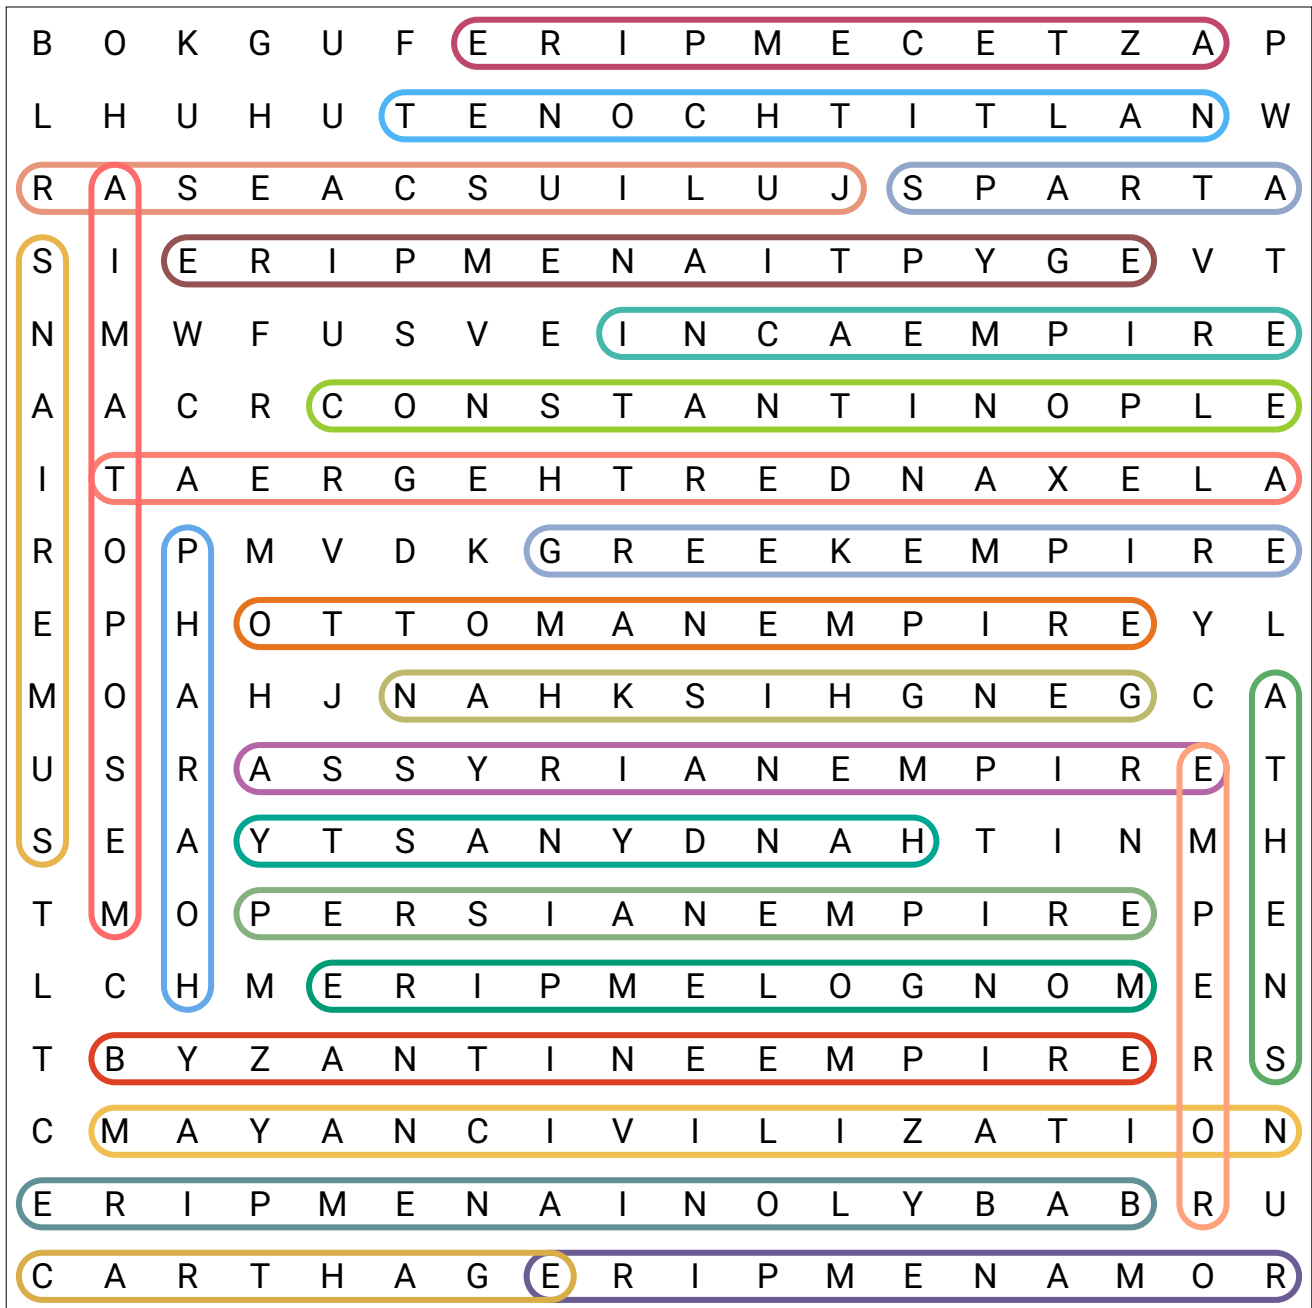 B O K G U F E R I P M E C E T Z A P
L H U H U T E N O C H T I T L A N W
R A S E A C S U I L U J S P A R T A
S I E R I P M E N A I T P Y G E V T
N M W F U S V E I N C A E M P I R E
A A C R C O N S T A N T I N O P L E
I T A E R G E H T R E D N A X E L A
R O P M V D K G R E E K E M P I R E
E P H O T T O M A N E M P I R E Y L
M O A H J N A H K S I H G N E G C A
U S R A S S Y R I A N E M P I R E T
S E A Y T S A N Y D N A H T I N M H
T M O P E R S I A N E M P I R E P E
L C H M E R I P M E L O G N O M E N
T B Y Z A N T I N E E M P I R E R S
C M A Y A N C I V I L I Z A T I O N
E R I P M E N A I N O L Y B A B R U
C A R T H A G E R I P M E N A M O R